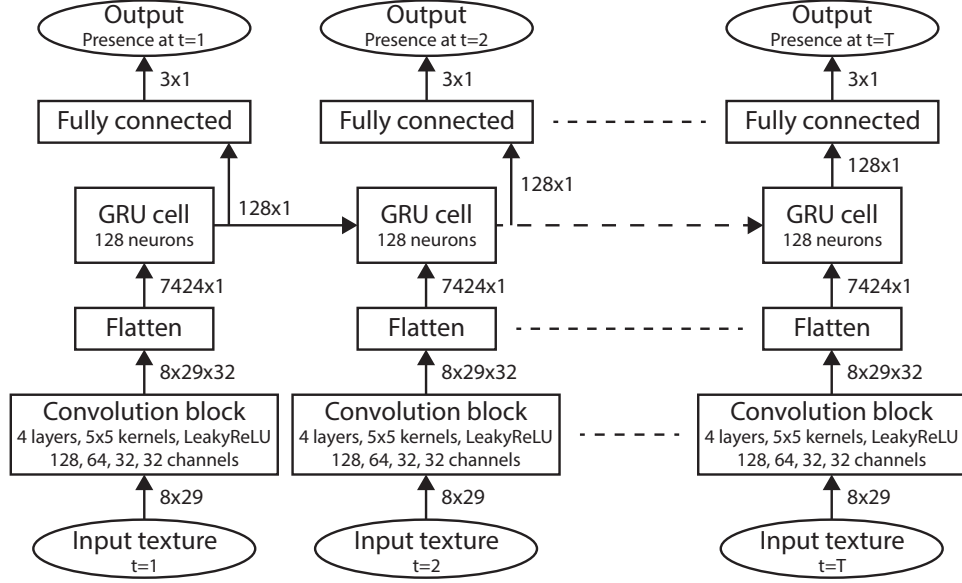 Output
Presence at t=1
Output
Presence at t=2
Output
Presence at t=T
3x1
3x1
3x1
Fully connected
Fully connected
Fully connected
128x1
128x1
128x1
GRU cell
128 neurons
GRU cell
128 neurons
GRU cell
128 neurons
7424x1
7424x1
7424x1
Flatten
Flatten
Flatten
8x29x32
8x29x32
8x29x32
Convolution block
4 layers, 5x5 kernels, LeakyReLU
128, 64, 32, 32 channels
Convolution block
4 layers, 5x5 kernels, LeakyReLU
128, 64, 32, 32 channels
Convolution block
4 layers, 5x5 kernels, LeakyReLU
128, 64, 32, 32 channels
8x29
8x29
8x29
Input texture
t=1
Input texture
t=2
Input texture
t=T